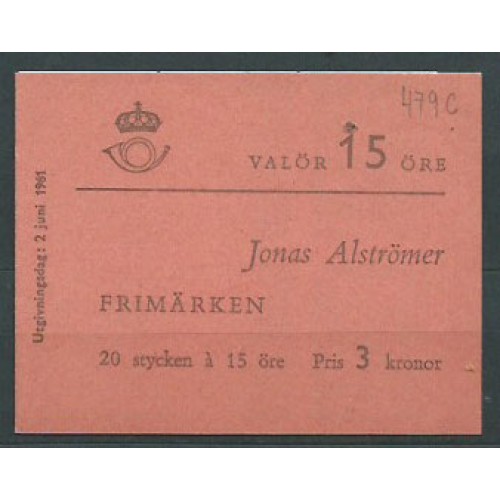 479C
VALÖR 15 ÖRE
Utgivningsdag: 2 juni 1961
Jonas Alströmer
FRIMÄRKEN
20 stycken à 15 öre Pris 3 kronor